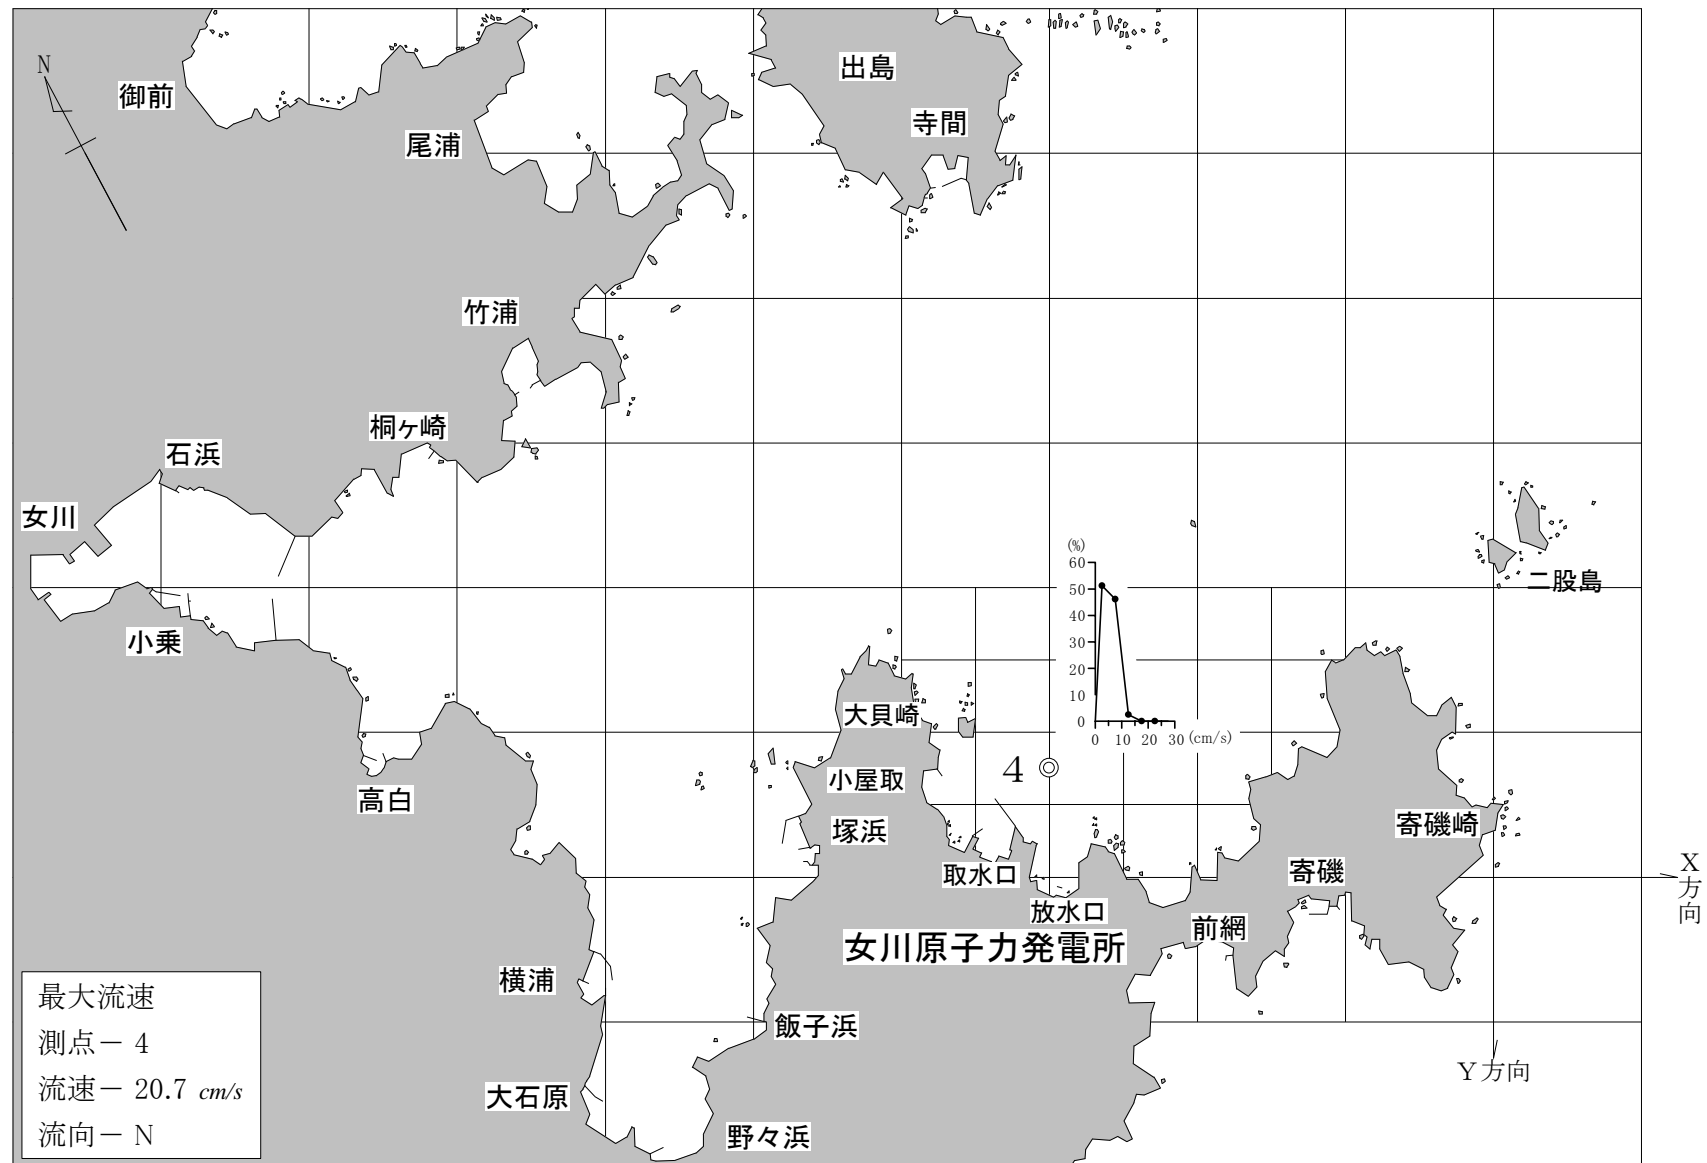 N
御前
出島
寺間
尾浦
竹浦
桐ヶ崎
石浜
女川
(%)
60
50
40
30
20
10
0
0 10 20 30 (cm/s)
二股島
小乗
大貝崎
4
小屋取
高白
塚浜
寄磯崎
取水口
寄磯
X方向
放水口
前網
女川原子力発電所
横浦
飯子浜
Y方向
大石原
野々浜
最大流速
測点－ 4
流速－ 20.7 cm/s
流向－ N